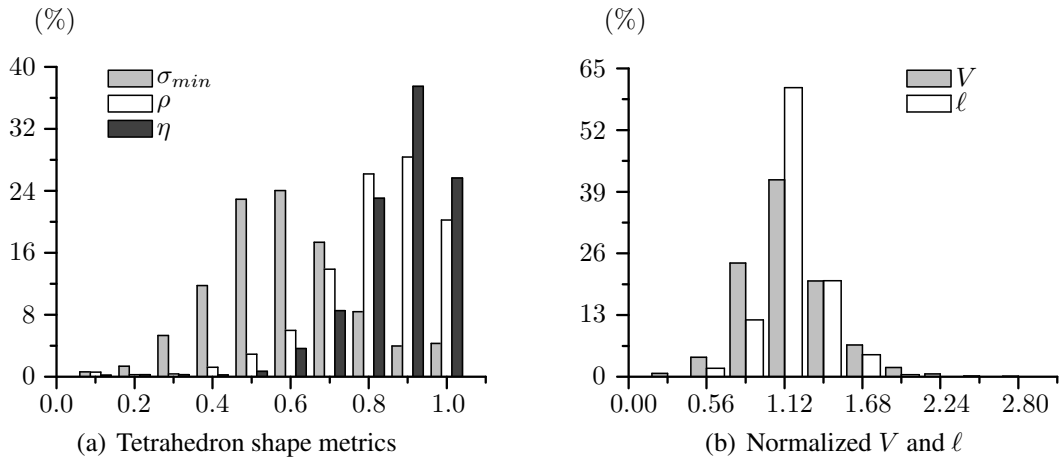 (%)
40
32
24
16
8
0
σ_min
ρ
η
0.0 0.2 0.4 0.6 0.8 1.0
(a) Tetrahedron shape metrics
(%)
65
52
39
26
13
0
V
ℓ
0.00 0.56 1.12 1.68 2.24 2.80
(b) Normalized V and ℓ